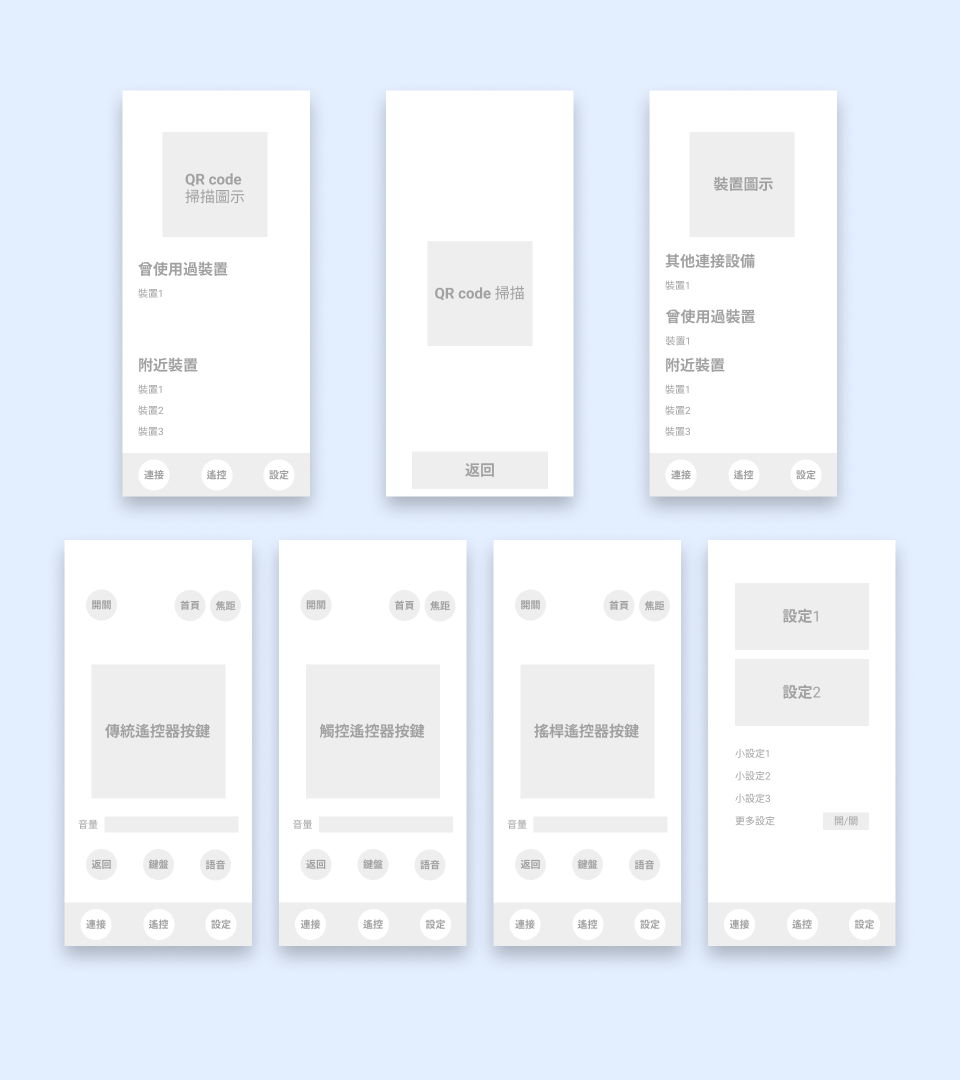 QR code
掃描圖示
曾使用過裝置
裝置1
附近裝置
裝置1
裝置2
裝置3
連接 遙控 設定
QR code 掃描
返回
裝置圖示
其他連接設備
裝置1
曾使用過裝置
裝置1
附近裝置
裝置1
裝置2
裝置3
連接 遙控 設定
開關 首頁 焦距
傳統遙控器按鍵
音量
返回 鍵盤 語音
連接 遙控 設定
開關 首頁 焦距
觸控遙控器按鍵
音量
返回 鍵盤 語音
連接 遙控 設定
開關 首頁 焦距
搖桿遙控器按鍵
音量
返回 鍵盤 語音
連接 遙控 設定
設定1
設定2
小設定1
小設定2
小設定3
更多設定 開/關
連接 遙控 設定